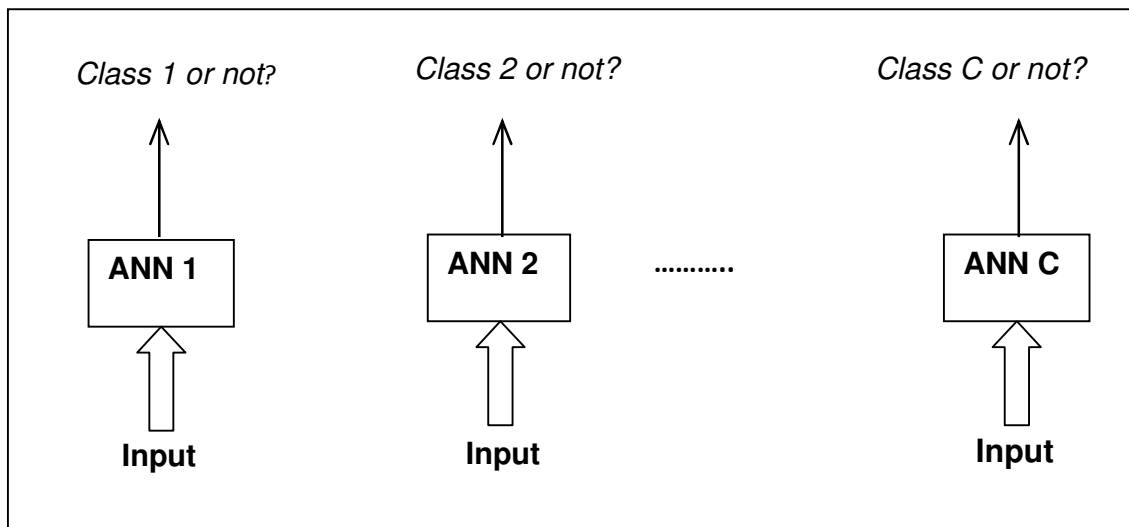 Class 1 or not?
Class 2 or not?
Class C or not?
ANN 1
ANN 2
...........
ANN C
Input
Input
Input